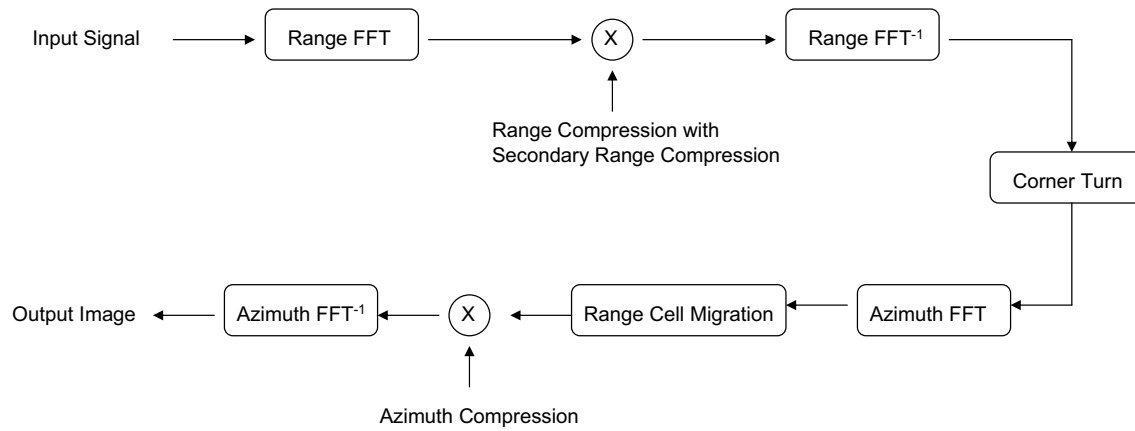 Input Signal
Range FFT
X
Range FFT-1
Range Compression with
Secondary Range Compression
Corner Turn
Azimuth FFT
Range Cell Migration
X
Azimuth FFT-1
Output Image
Azimuth Compression